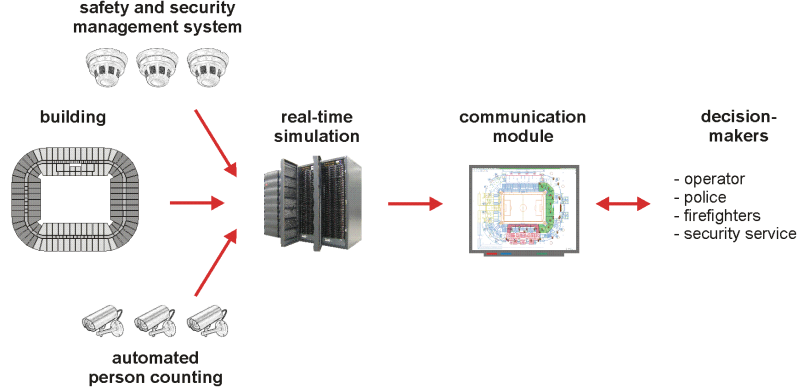 safety and security
management system
building
real-time
simulation
communication
module
decision-
makers
- operator
- police
- firefighters
- security service
automated
person counting